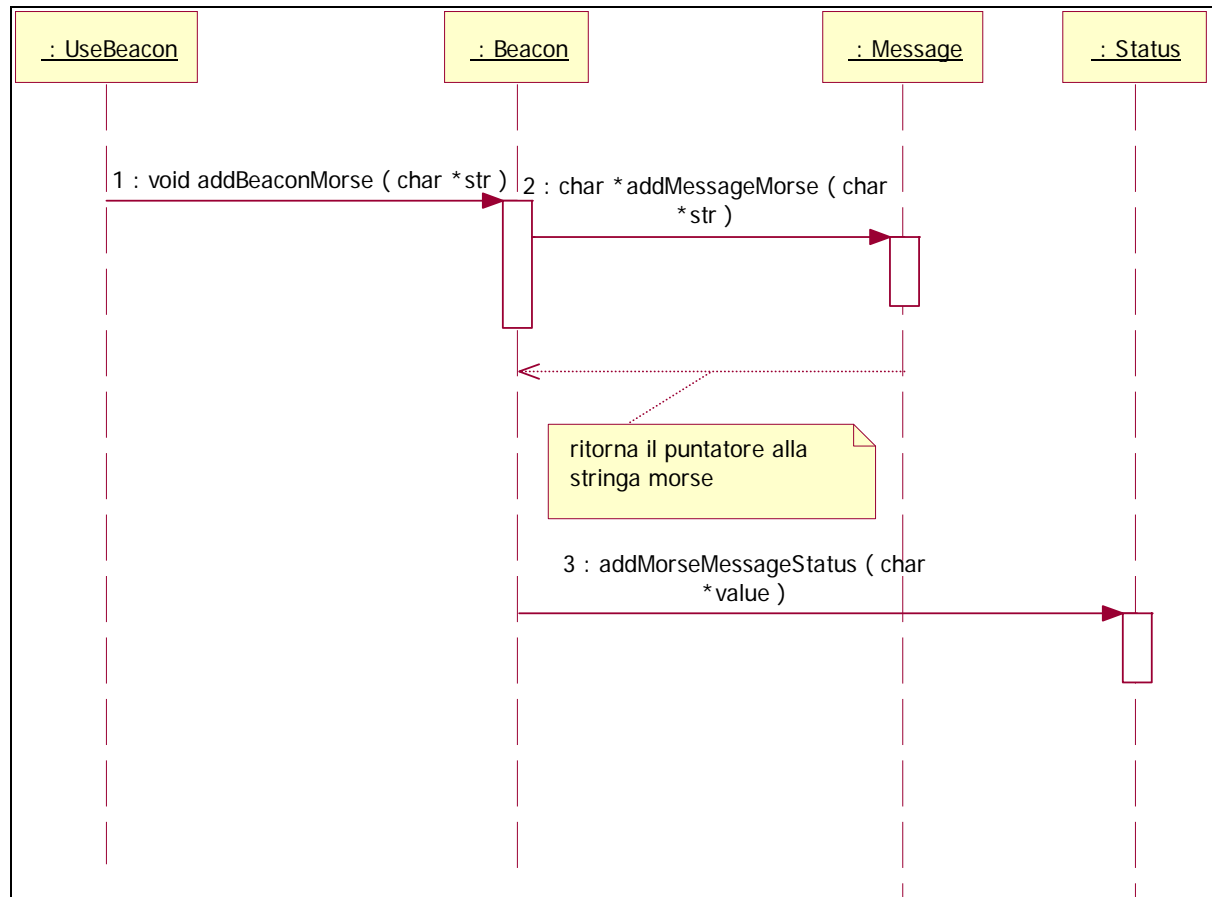 : UseBeacon
: Beacon
: Message
: Status
1 : void addBeaconMorse ( char *str )
2 : char *addMessageMorse ( char
*str )
ritorna il puntatore alla
stringa morse
3 : addMorseMessageStatus ( char
*value )